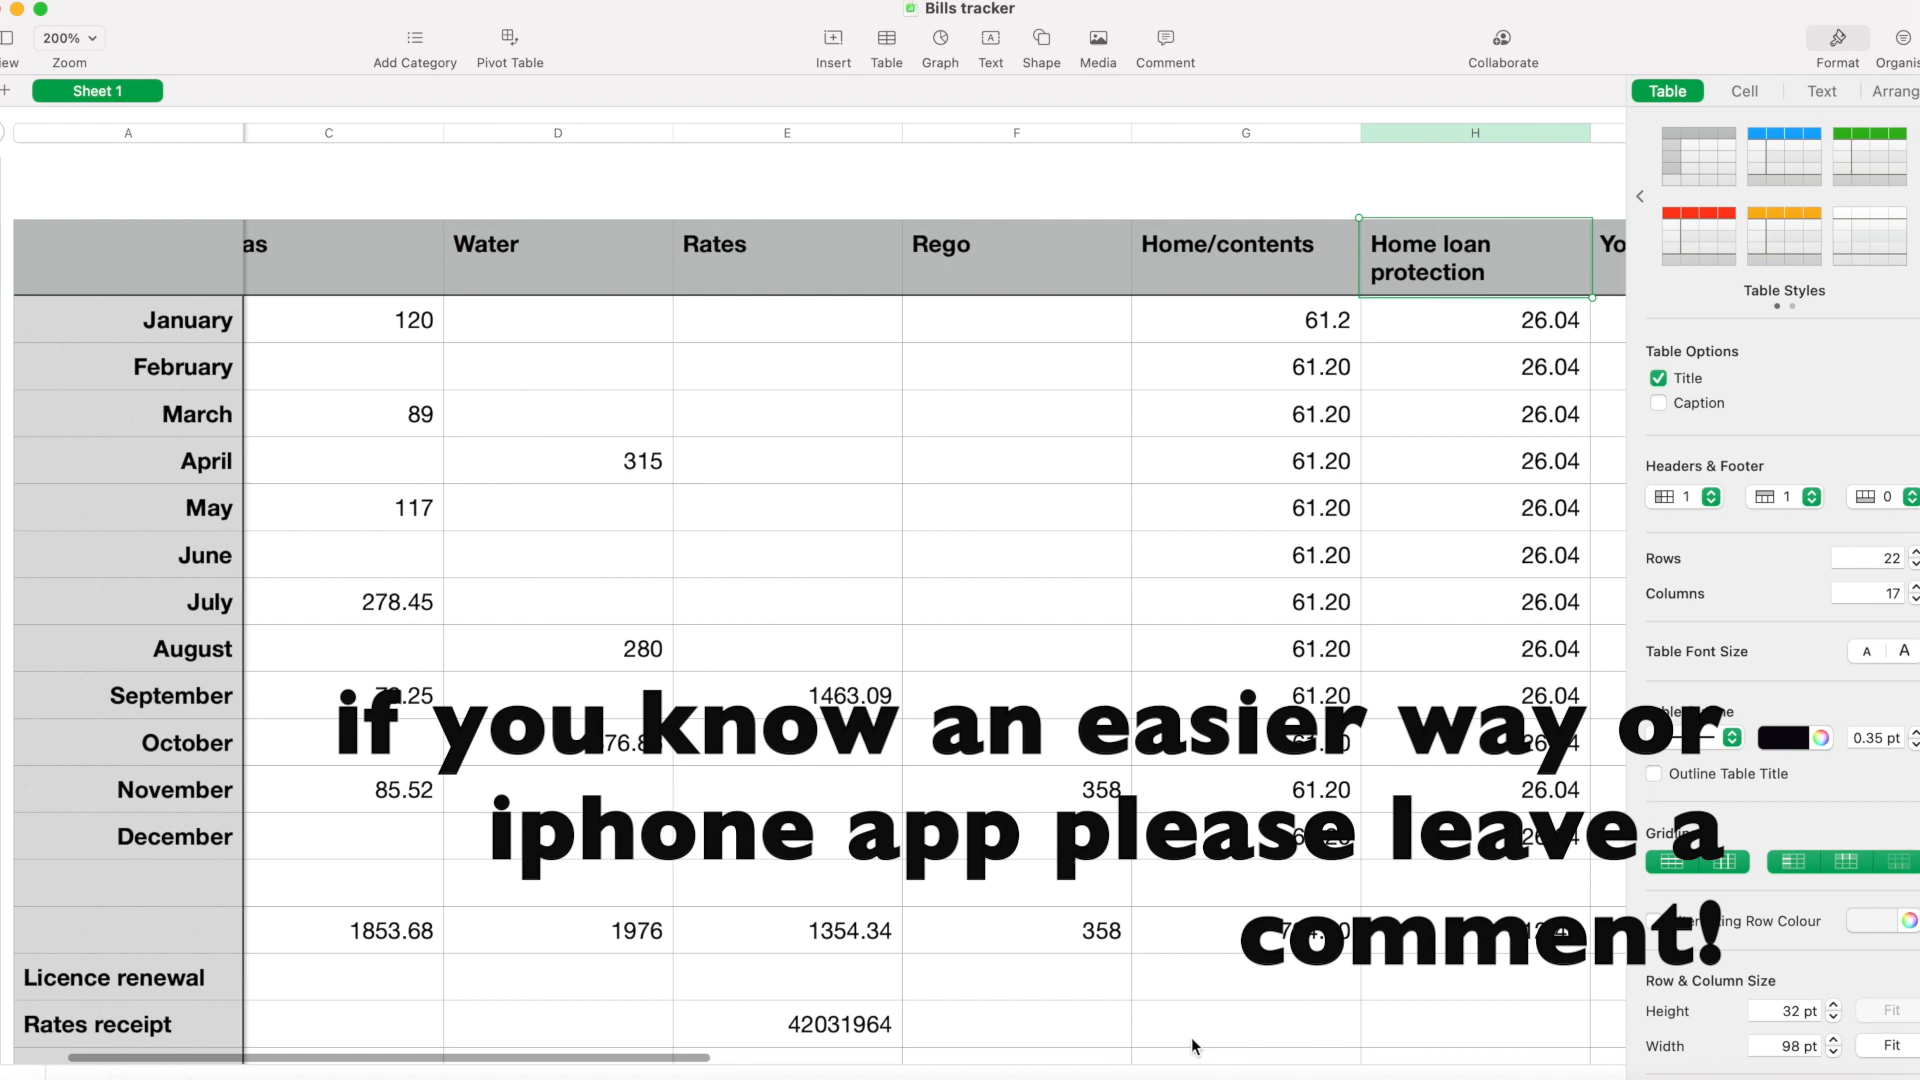 Bills tracker
200%
Zoom Add Category Pivot Table Insert Table Graph Text Shape Media Comment Collaborate Format
Sheet 1
Table Cell Text
A C D E G H
Water Rates Rego Home/contents Home loan protection
January 120 61.2 26.04
February 61.20 26.04
March 89 61.20 26.04
April 315 61.20 26.04
May 117 61.20 26.04
June 61.20 26.04
July 278.45 61.20 26.04
August 280 61.20 26.04
September 1463.09 61.20 26.04
October
November 85.52 358 61.20 26.04
December
1853.68 1976 1354.34 358
Licence renewal
Rates receipt 42031964
if you know an easier way or
iphone app please leave a
comment!
Table Styles
Table Options
Title
Caption
Headers & Footer
1 1 0
Rows 22
Columns 17
Table Font Size A A
0.35 pt
Outline Table Title
Row Colour
Row & Column Size
Height 32 pt Fit
Width 98 pt Fit